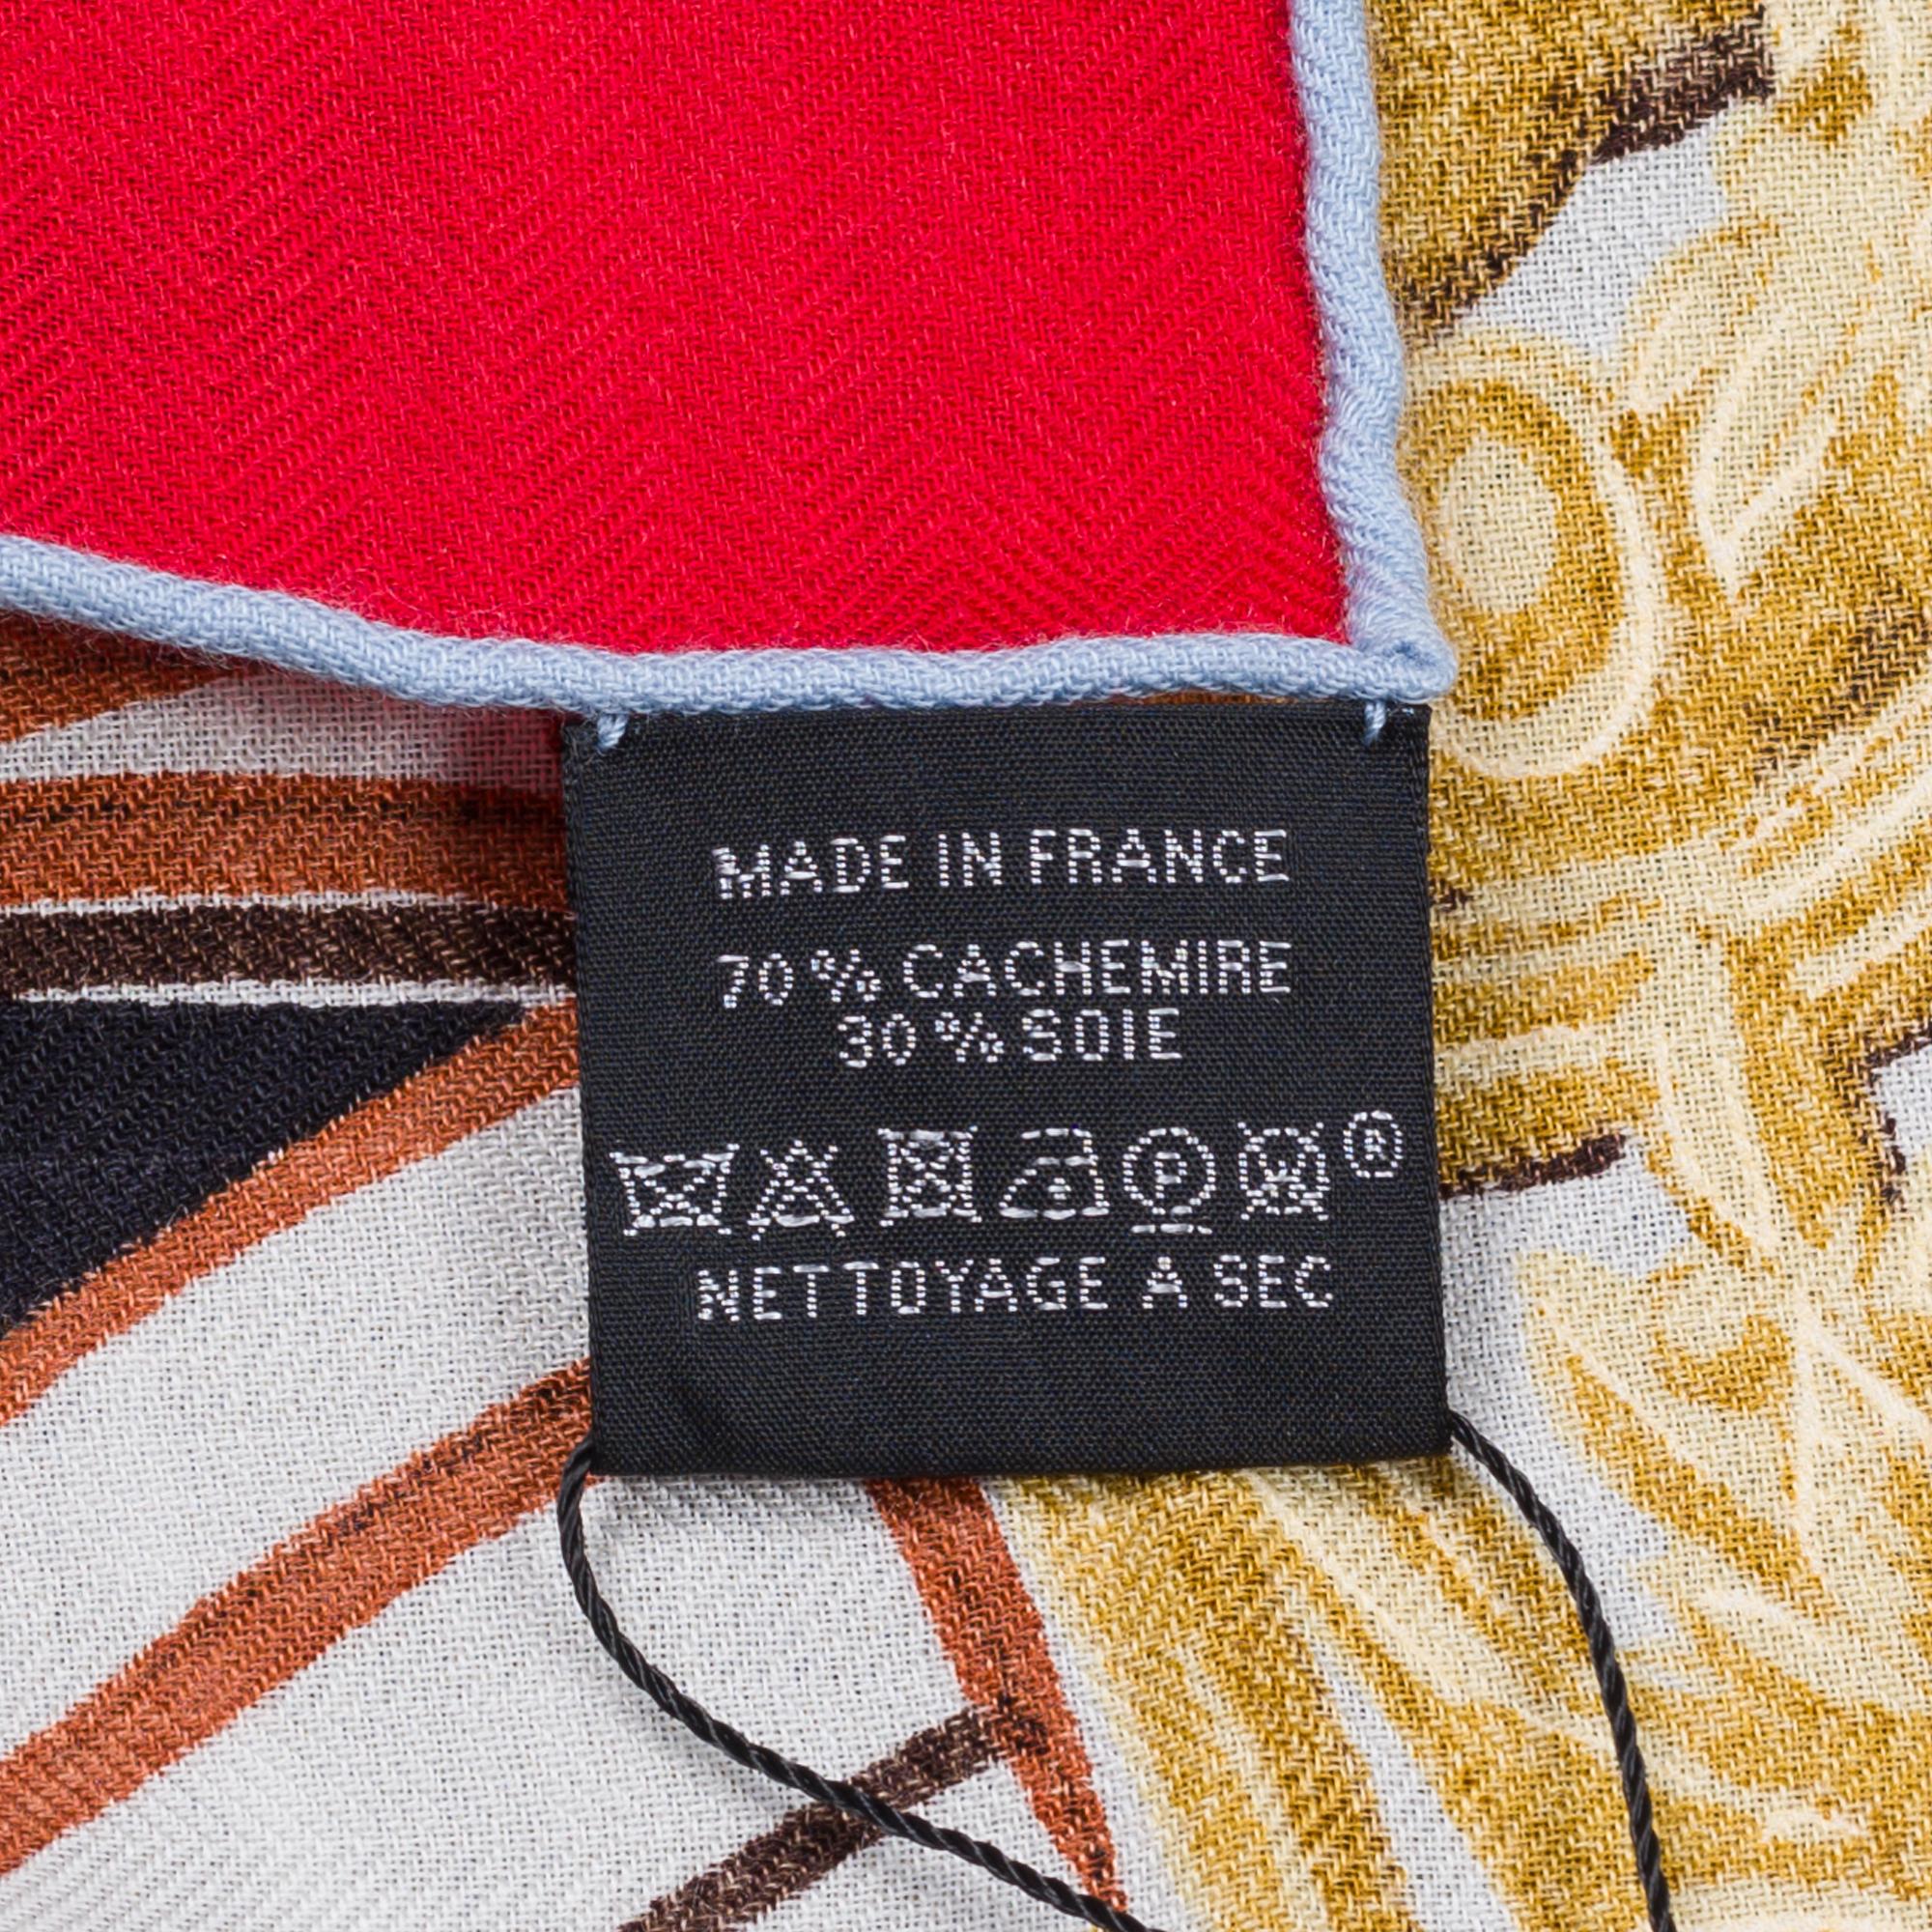 MADE IN FRANCE
70 % CACHEMIRE
30 % SOIE
P ®
NETTOYAGE A SEC